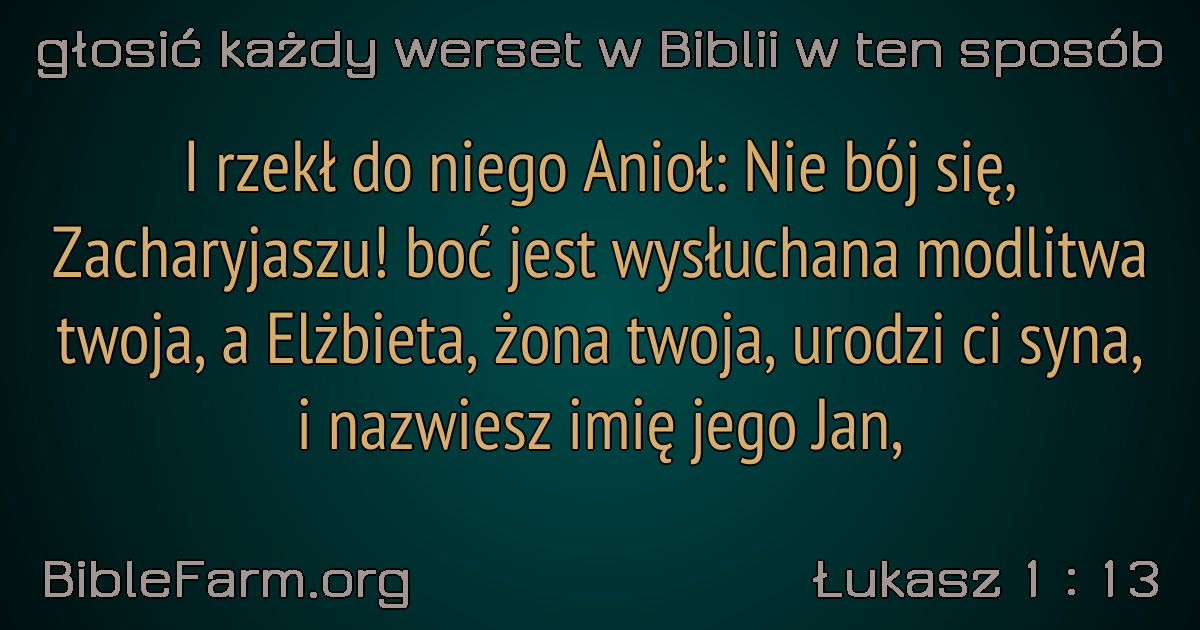 głosić każdy werset w Biblii w ten sposób
I rzekł do niego Anioł: Nie bój się,
Zacharyjaszu! boć jest wysłuchana modlitwa
twoja, a Elżbieta, żona twoja, urodzi ci syna,
i nazwiesz imię jego Jan,
BibleFarm.org
Łukasz 1 : 13